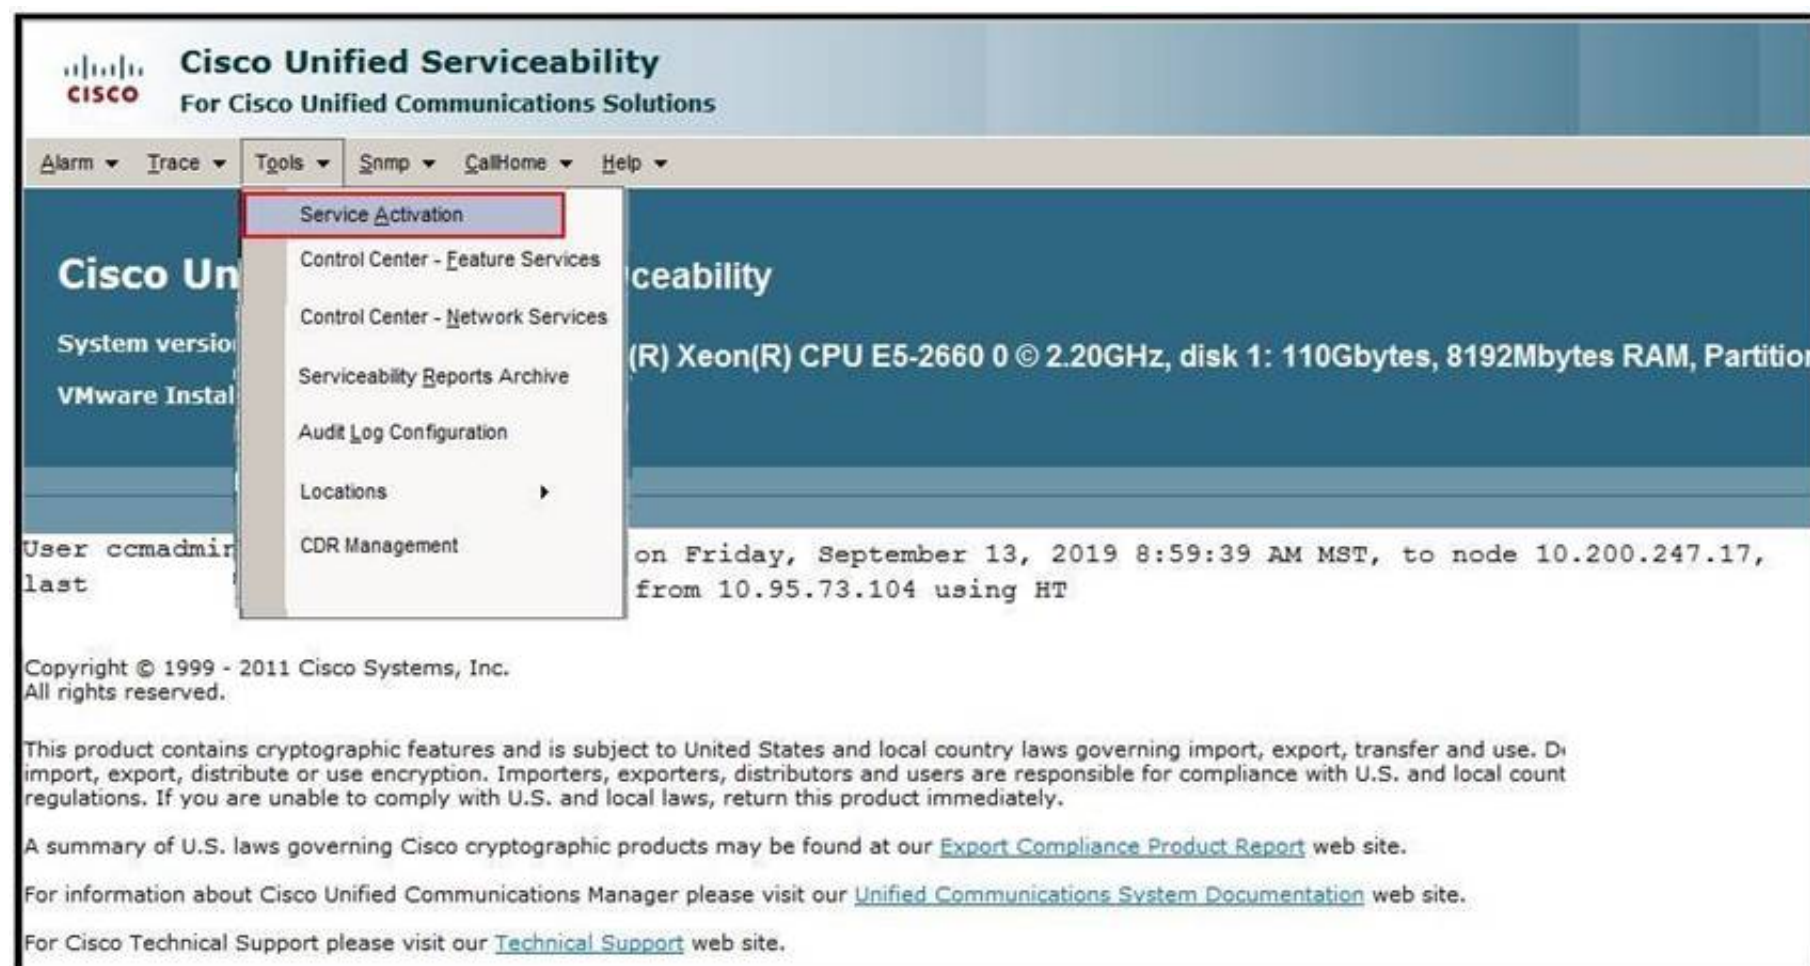 CISCO
Cisco Unified Serviceability
For Cisco Unified Communications Solutions
Alarm Trace Tools Snmp CallHome Help
Service Activation
Control Center - Feature Services
Control Center - Network Services
Serviceability Reports Archive
Audit Log Configuration
Locations
CDR Management
Cisco Un ceability
System versio (R) Xeon(R) CPU E5-2660 0 © 2.20GHz, disk 1: 110Gbytes, 8192Mbytes RAM, Partition
VMware Instal
User ccmadmin on Friday, September 13, 2019 8:59:39 AM MST, to node 10.200.247.17,
last from 10.95.73.104 using HT
Copyright © 1999 - 2011 Cisco Systems, Inc.
All rights reserved.
This product contains cryptographic features and is subject to United States and local country laws governing import, export, transfer and use. D
import, export, distribute or use encryption. Importers, exporters, distributors and users are responsible for compliance with U.S. and local count
regulations. If you are unable to comply with U.S. and local laws, return this product immediately.
A summary of U.S. laws governing Cisco cryptographic products may be found at our Export Compliance Product Report web site.
For information about Cisco Unified Communications Manager please visit our Unified Communications System Documentation web site.
For Cisco Technical Support please visit our Technical Support web site.